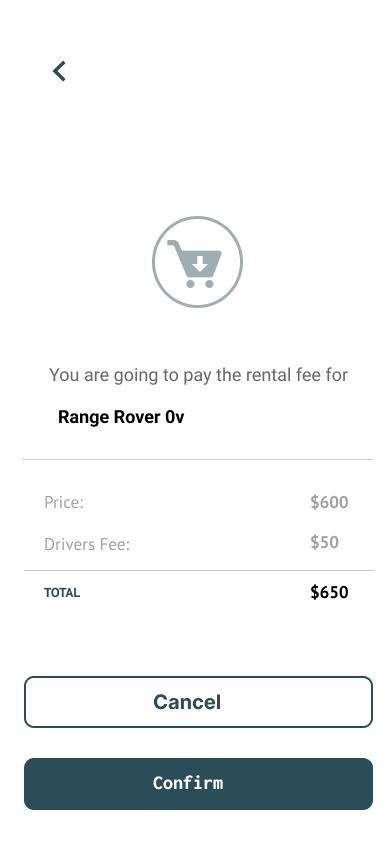 You are going to pay the rental fee for
Range Rover 0v
Price: $600
Drivers Fee: $50
TOTAL $650
Cancel
Confirm